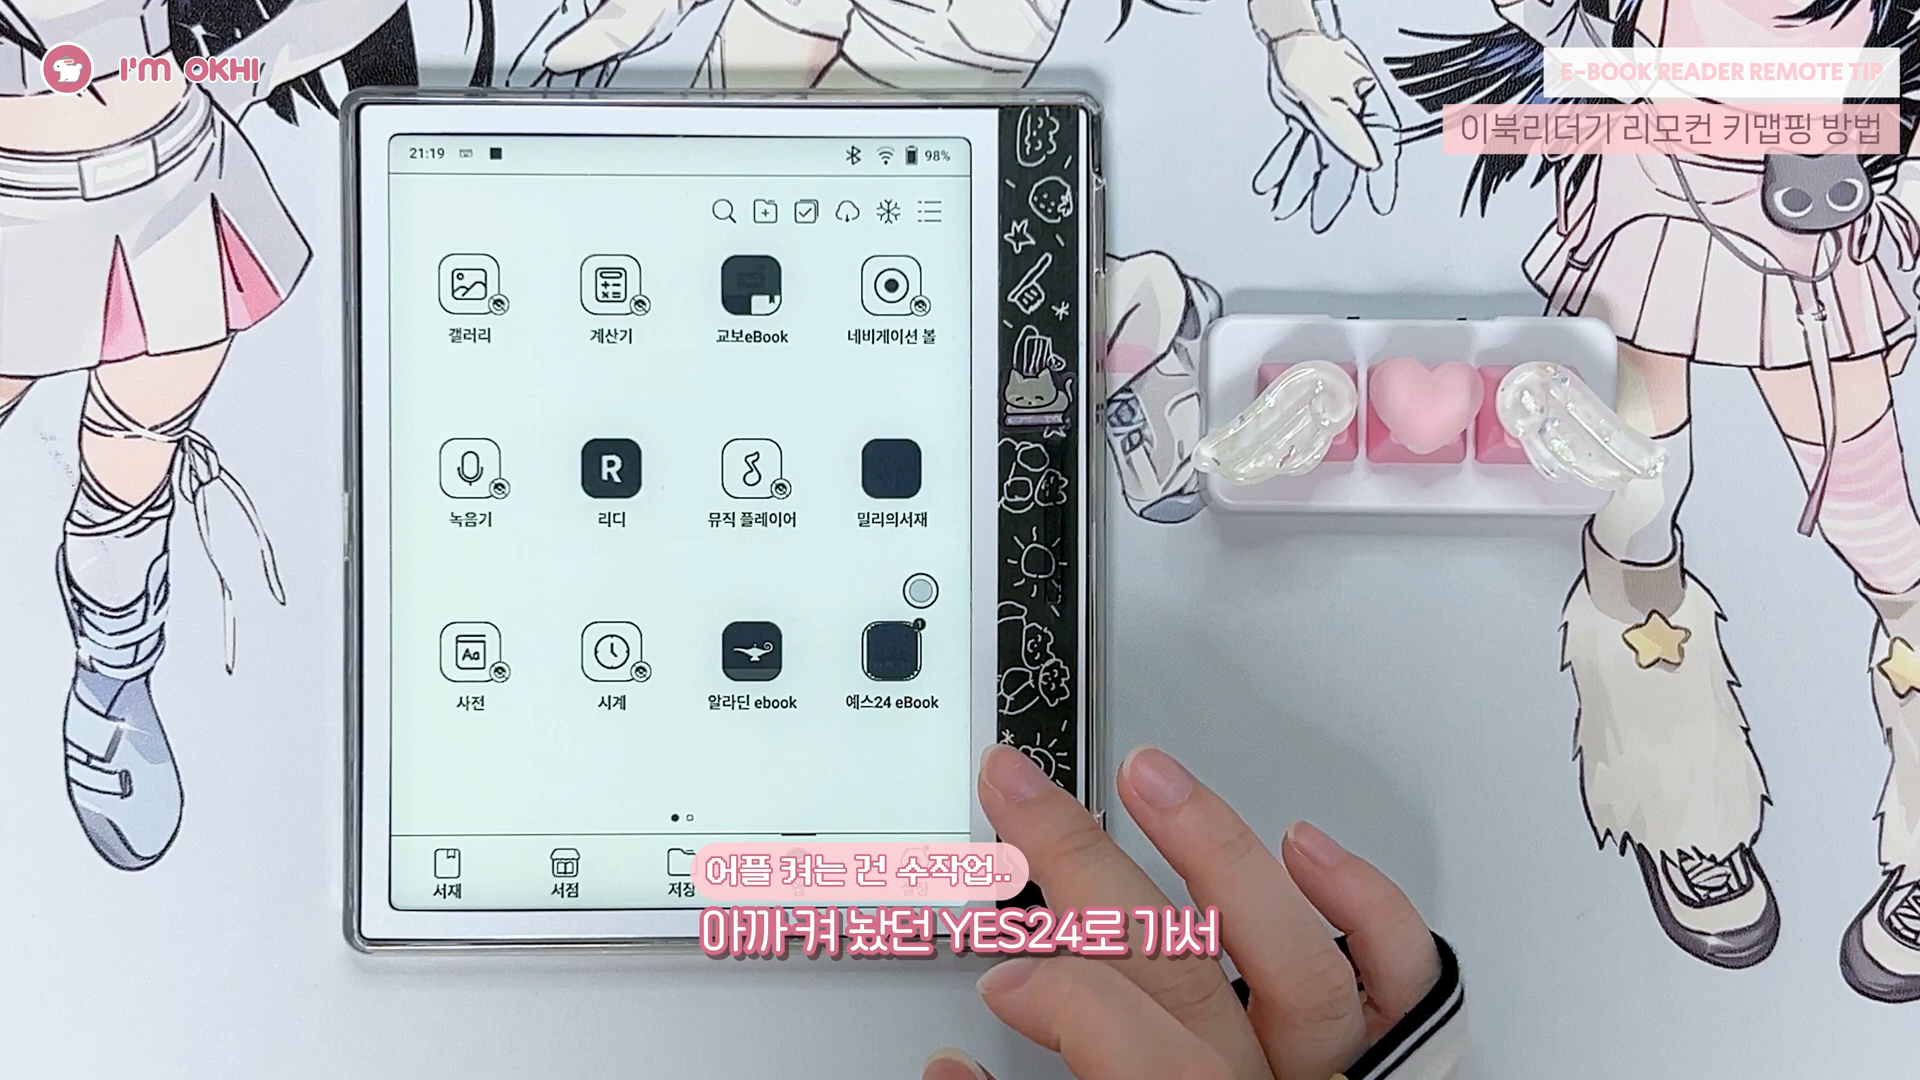 I'M OKHI
E-BOOK READER REMOTE TIP
이북리더기 리모컨 키맵핑 방법
21:19
98%
갤러리
계산기
교보eBook
네비게이션 볼
녹음기
R
리디
뮤직 플레이어
밀리의서재
Aa
1
사전
시계
알라딘 ebook
예스24 eBook
서재
서점
저장
어플 켜는 건 수작업..
아까 켜 놨던 YES24로 가서